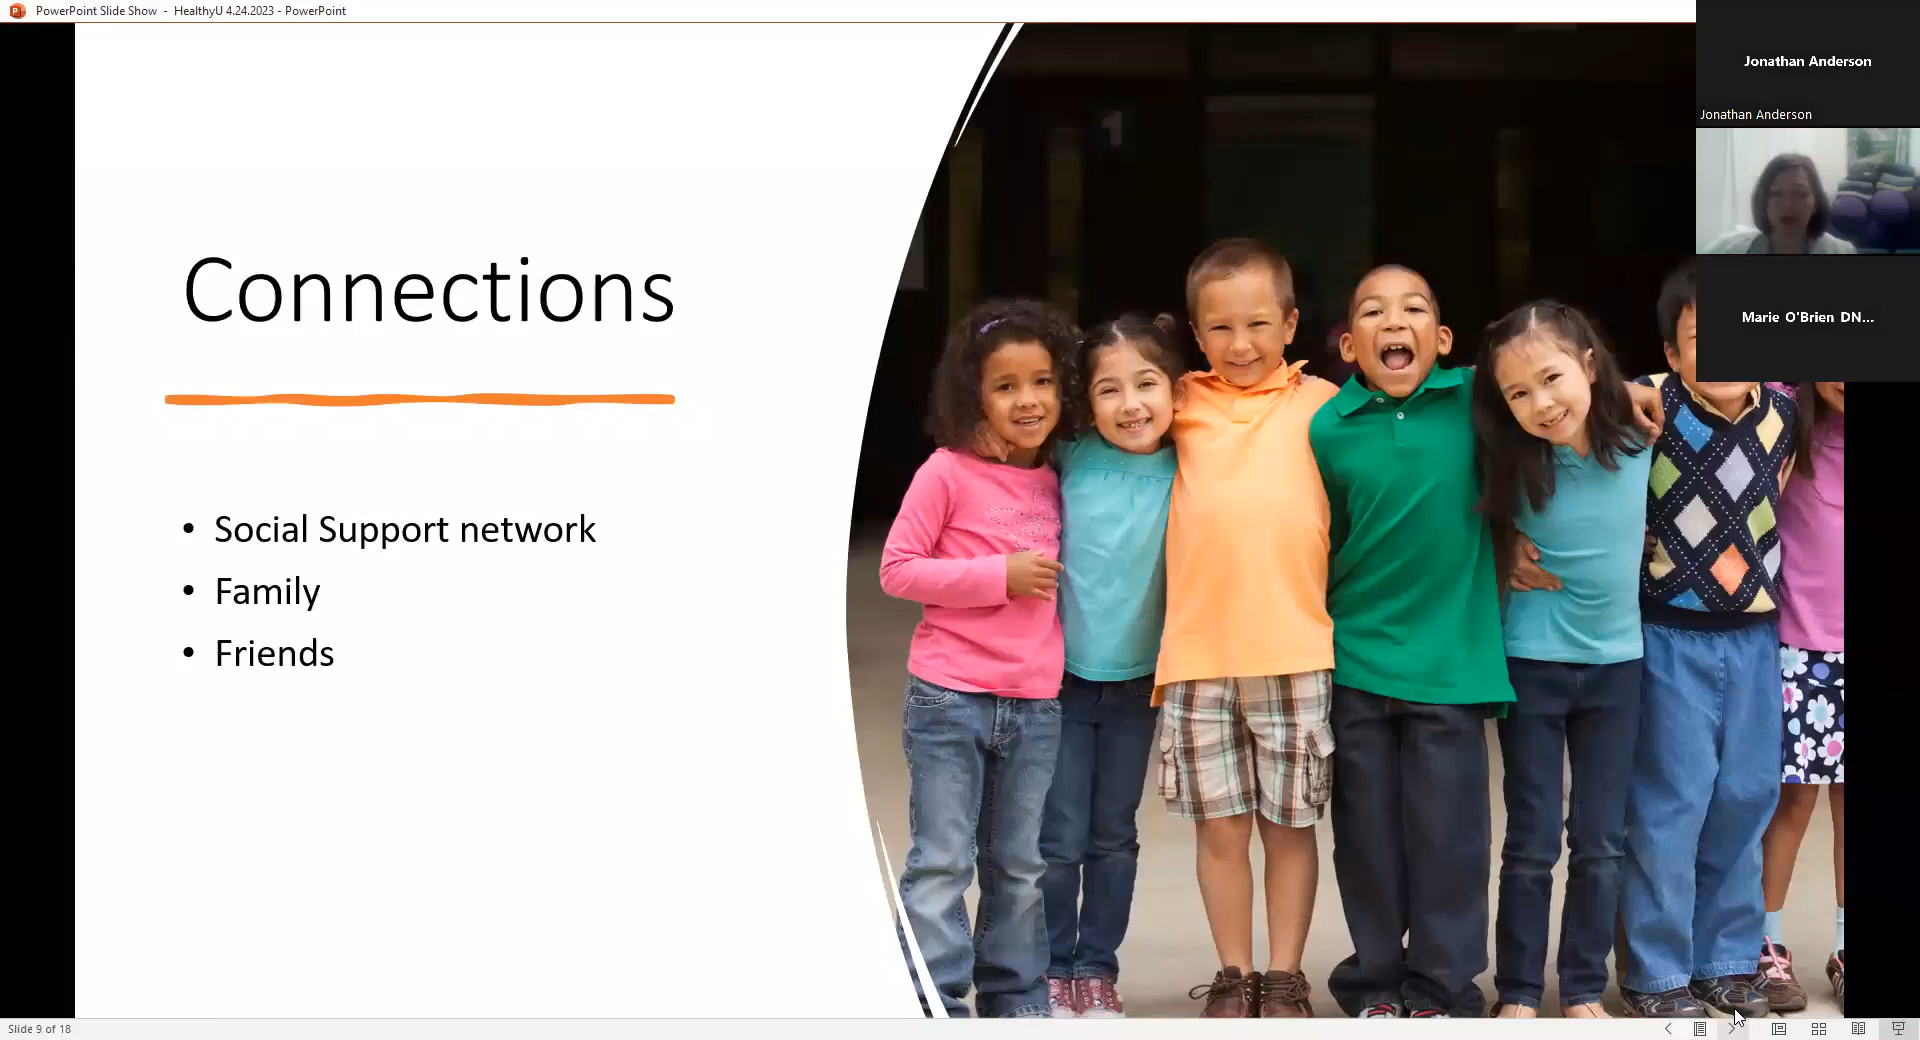 PowerPoint Slide Show - HealthyU 4.24.2023 - PowerPoint
Jonathan Anderson
Jonathan Anderson
Marie O'Brien DN...
Connections
• Social Support network
• Family
• Friends
1
Slide 9 of 18